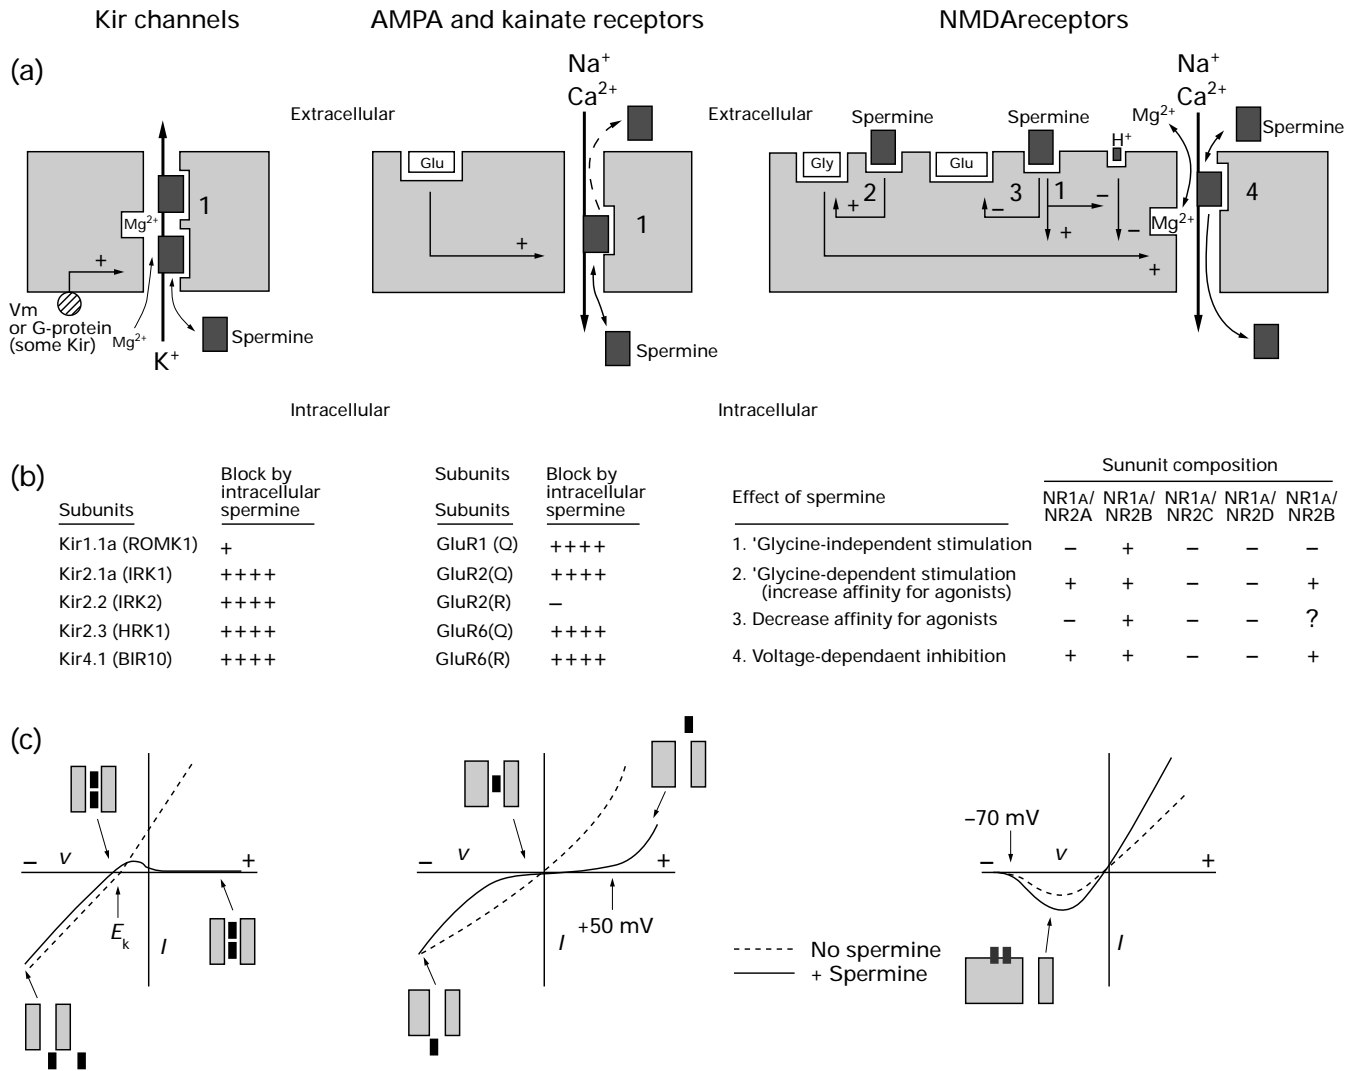 Kir channels
AMPA and kainate receptors
NMDAreceptors
(a)
Extracellular
1
Mg²⁺
+
Vm
or G-protein
(some Kir)
Mg²⁺
K⁺
Spermine
Na⁺
Ca²⁺
Glu
+
1
Spermine
Intracellular
Extracellular
Spermine
Spermine
H⁺
Mg²⁺
Na⁺
Ca²⁺
Spermine
Gly
Glu
2
3
1
4
+
–
–
+
–
Mg²⁺
+
Intracellular
(b)
Subunits
Block by
intracellular
spermine
Kir1.1a (ROMK1) +
Kir2.1a (IRK1) ++++
Kir2.2 (IRK2) ++++
Kir2.3 (HRK1) ++++
Kir4.1 (BIR10) ++++
Subunits
Subunits
Block by
intracellular
spermine
GluR1 (Q) ++++
GluR2(Q) ++++
GluR2(R) –
GluR6(Q) ++++
GluR6(R) ++++
Sununit composition
Effect of spermine
NR1A/ NR1A/ NR1A/ NR1A/ NR1A/
NR2A NR2B NR2C NR2D NR2B
1. 'Glycine-independent stimulation – + – – –
2. 'Glycine-dependent stimulation
(increase affinity for agonists) + + – – +
3. Decrease affinity for agonists – + – – ?
4. Voltage-dependaent inhibition + + – – +
(c)
– v +
Eₖ
I
– v +
+50 mV
I
No spermine
+ Spermine
–70 mV
– v +
I